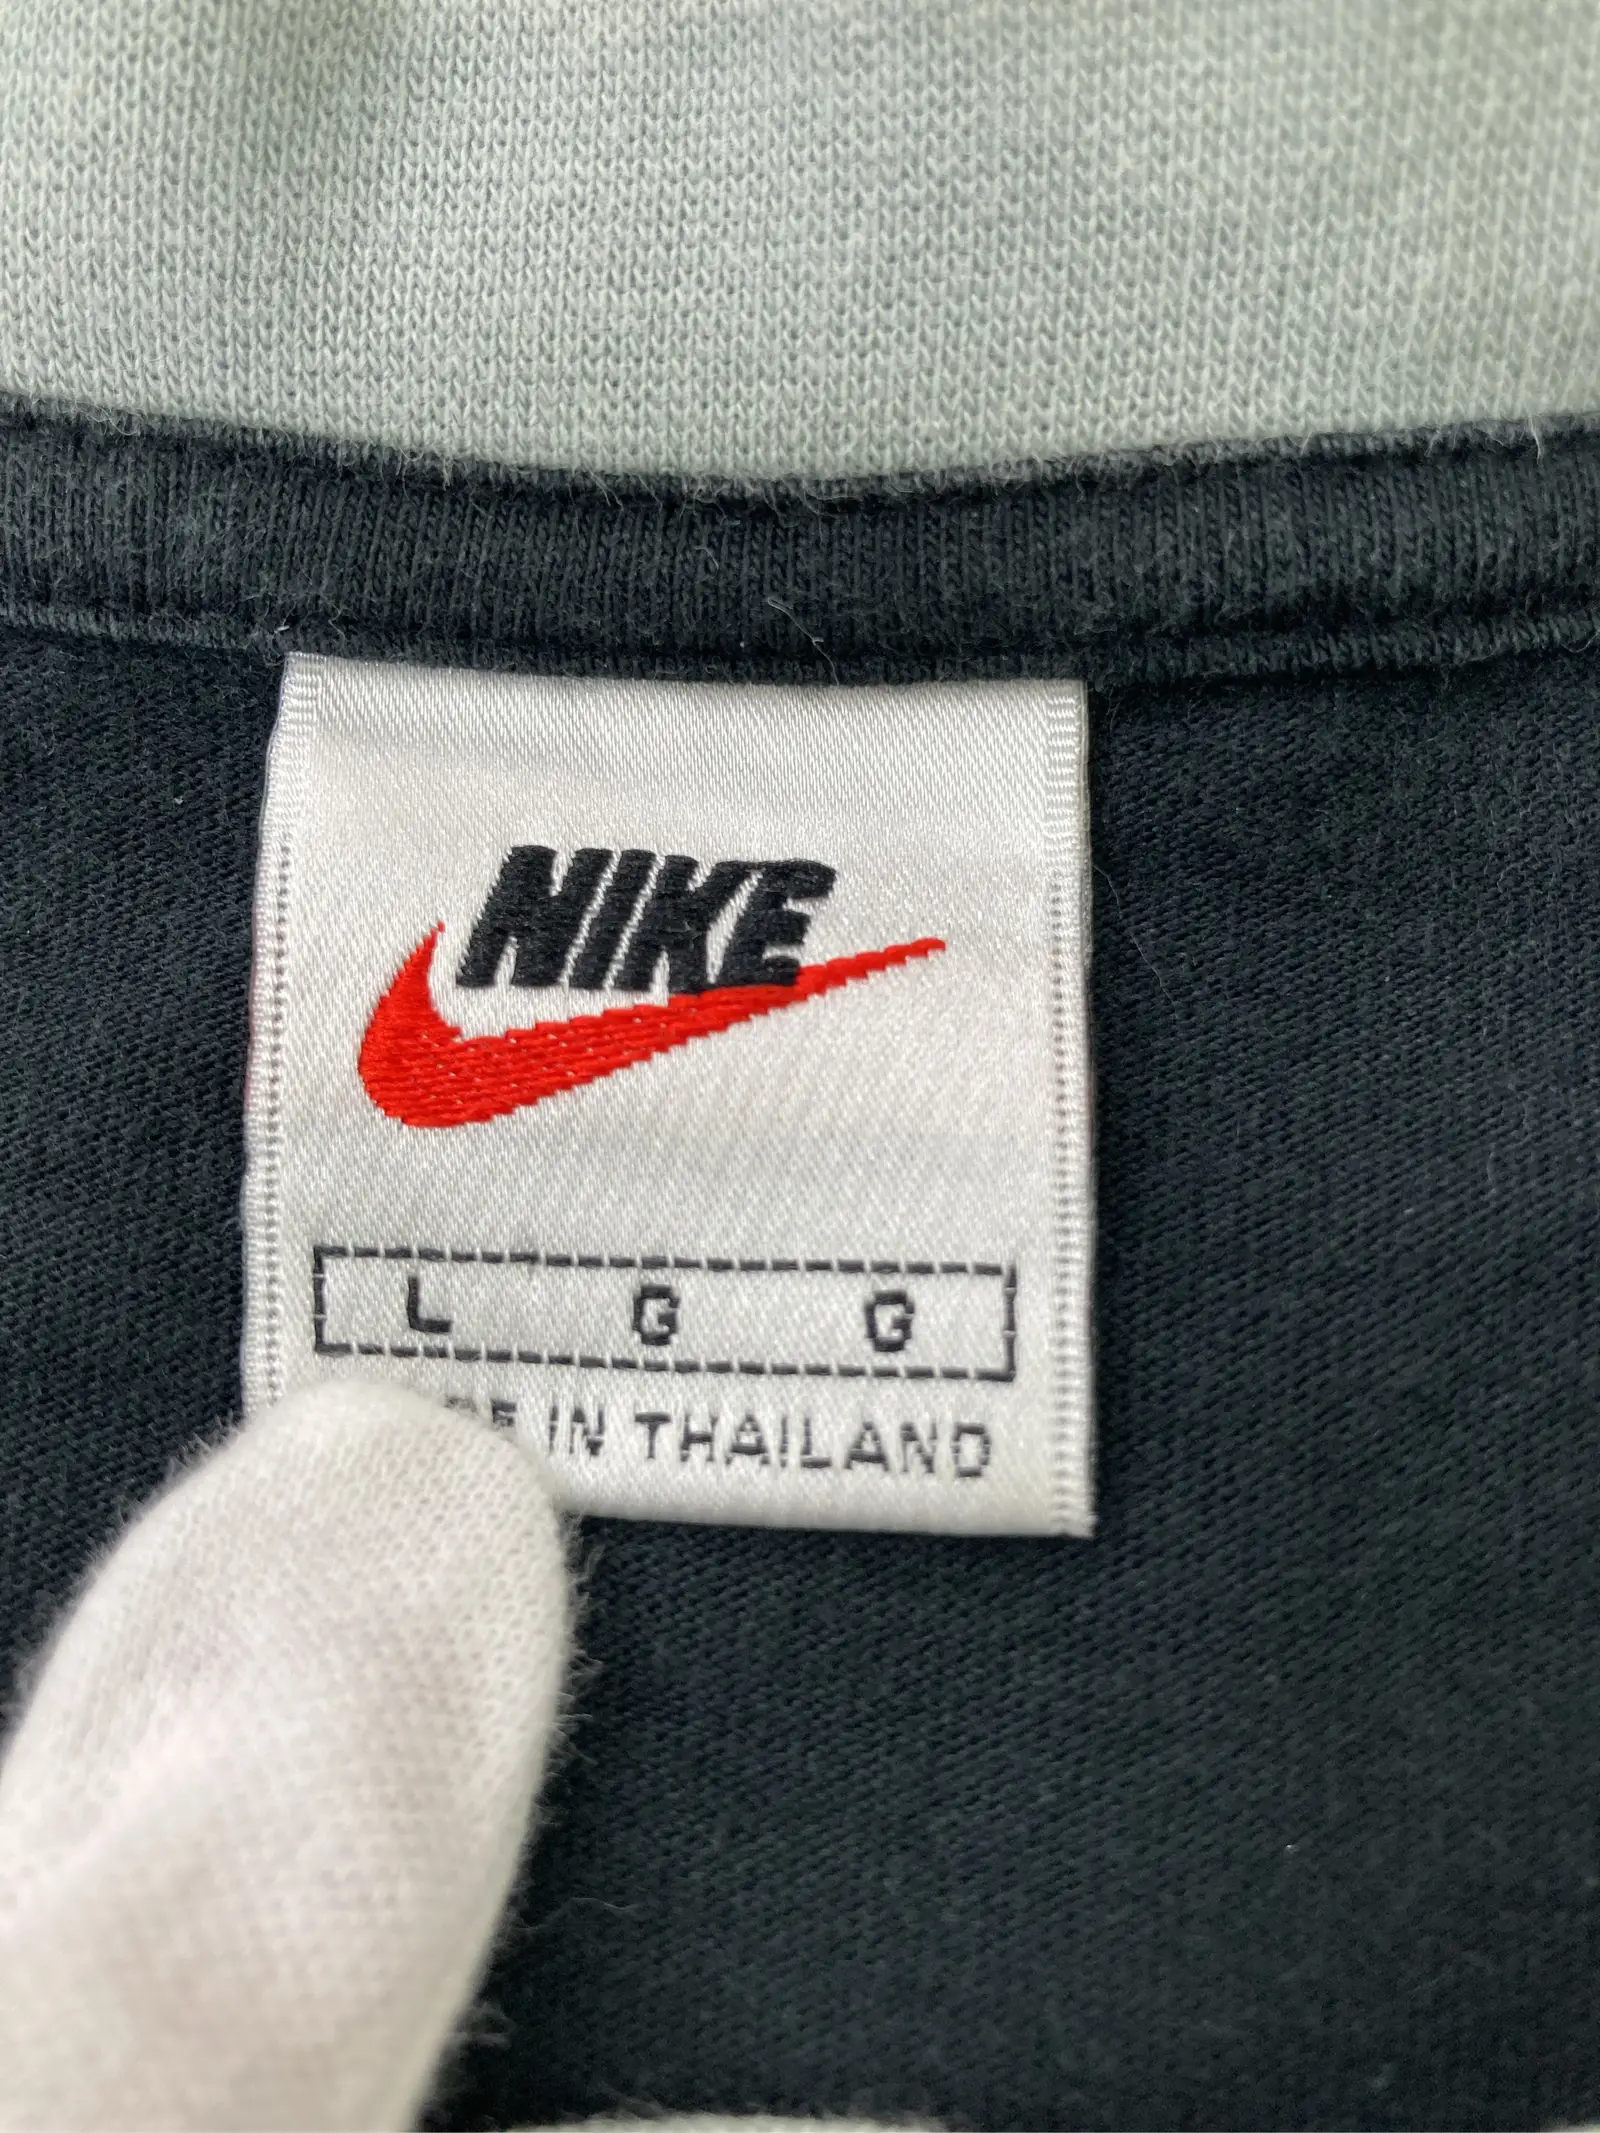 NIKE
L G G
IN THAILAND